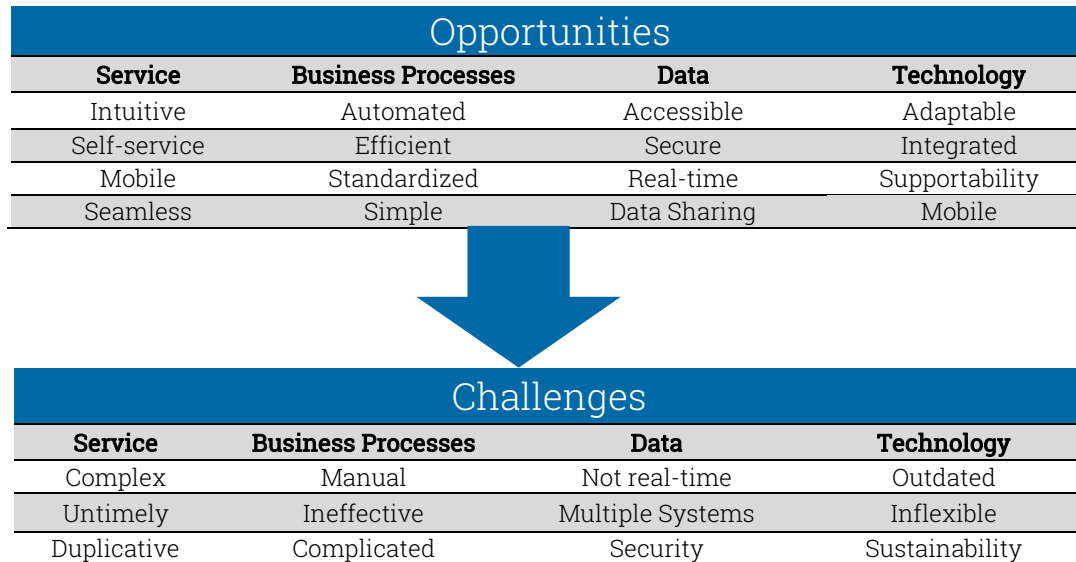 Opportunities
Service Business Processes Data Technology
Intuitive Automated Accessible Adaptable
Self-service Efficient Secure Integrated
Mobile Standardized Real-time Supportability
Seamless Simple Data Sharing Mobile
Challenges
Service Business Processes Data Technology
Complex Manual Not real-time Outdated
Untimely Ineffective Multiple Systems Inflexible
Duplicative Complicated Security Sustainability